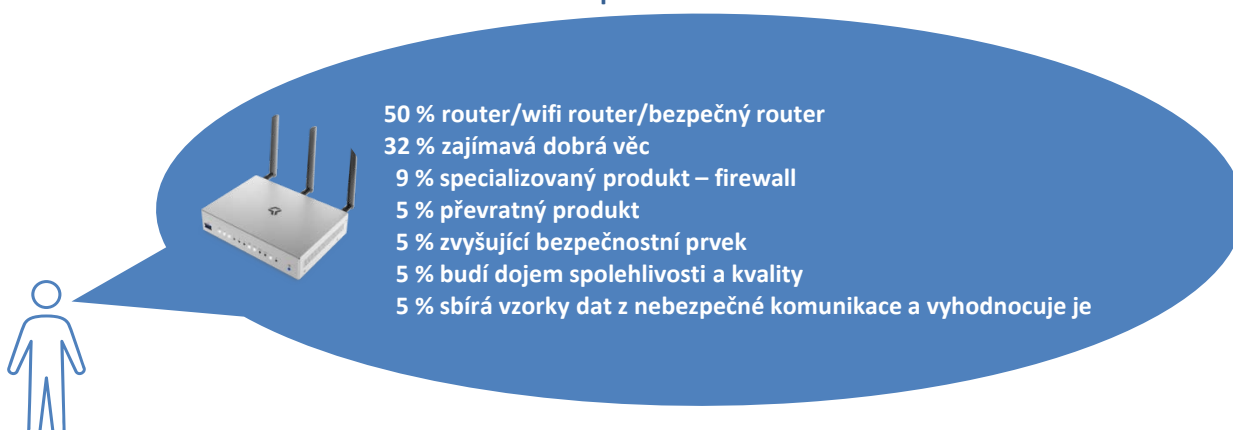 50 % router/wifi router/bezpečný router
32 % zajímavá dobrá věc
9 % specializovaný produkt – firewall
5 % převratný produkt
5 % zvyšující bezpečnostní prvek
5 % budí dojem spolehlivosti a kvality
5 % sbírá vzorky dat z nebezpečné komunikace a vyhodnocuje je